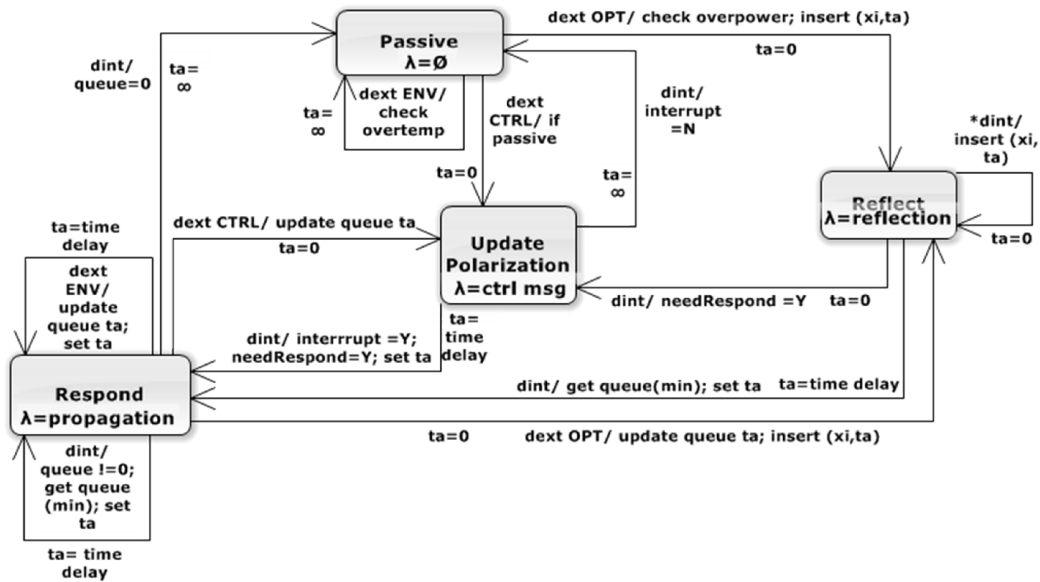 dext OPT/ check overpower; insert (xi,ta)
ta=0
Passive
λ=Ø
dint/
queue=0
ta=
∞
dext ENV/
check
overtemp
ta=
∞
dext
CTRL/ if
passive
ta=0
dint/
interrupt
=N
ta=
∞
*dint/
insert (xi,
ta)
ta=0
Reflect
λ=reflection
dext CTRL/ update queue ta
ta=0
Update
Polarization
λ=ctrl msg
ta=time
delay
dext
ENV/
update
queue ta;
set ta
dint/ needRespond =Y
ta=0
ta=
time
delay
dint/ interrrupt =Y;
needRespond=Y; set ta
Respond
λ=propagation
dint/ get queue(min); set ta
ta=time delay
ta=0
dext OPT/ update queue ta; insert (xi,ta)
dint/
queue !=0;
get queue
(min); set
ta
ta= time
delay